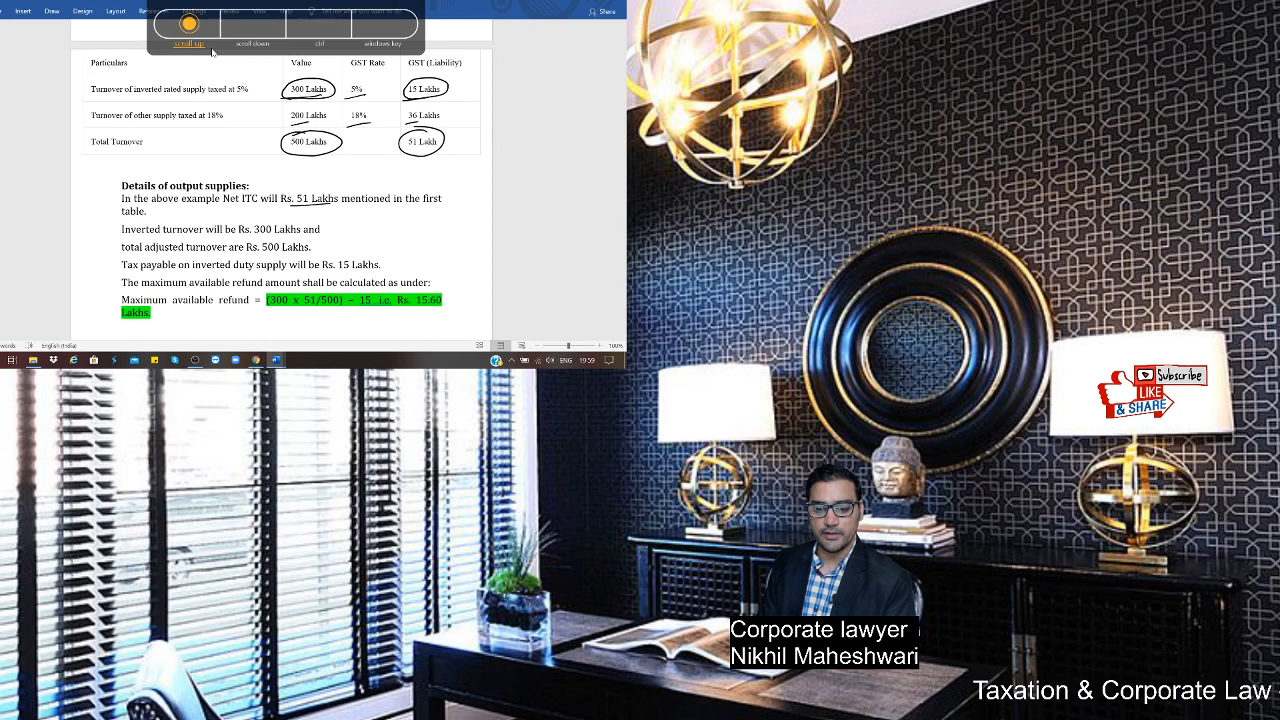 Insert Draw Design Layout Share
scroll up scroll down ctrl windows key
Particulars Value GST Rate GST (Liability)
Turnover of inverted rated supply taxed at 5% 300 Lakhs 5% 15 Lakhs
Turnover of other supply taxed at 18% 200 Lakhs 18% 36 Lakhs
Total Turnover 500 Lakhs 51 Lakh
Details of output supplies:
In the above example Net ITC will Rs. 51 Lakhs mentioned in the first
table.
Inverted turnover will be Rs. 300 Lakhs and
total adjusted turnover are Rs. 500 Lakhs.
Tax payable on inverted duty supply will be Rs. 15 Lakhs.
The maximum available refund amount shall be calculated as under:
Maximum available refund = (300 x 51/500) – 15 i.e. Rs. 15.60
Lakhs.
words English (India) 100%
ENG 19:59
Subscribe
LIKE
& SHARE
Corporate lawyer
Nikhil Maheshwari
Taxation & Corporate Law